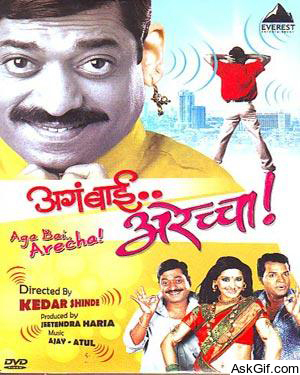 EVEREST
अगंबाई..
अरेच्चा!
Aga Bai..
Arecha!
Directed By
KEDAR SHINDE
Produced by
JEETENDRA HARIA
Music
AJAY - ATUL
DVD
AskGif.com